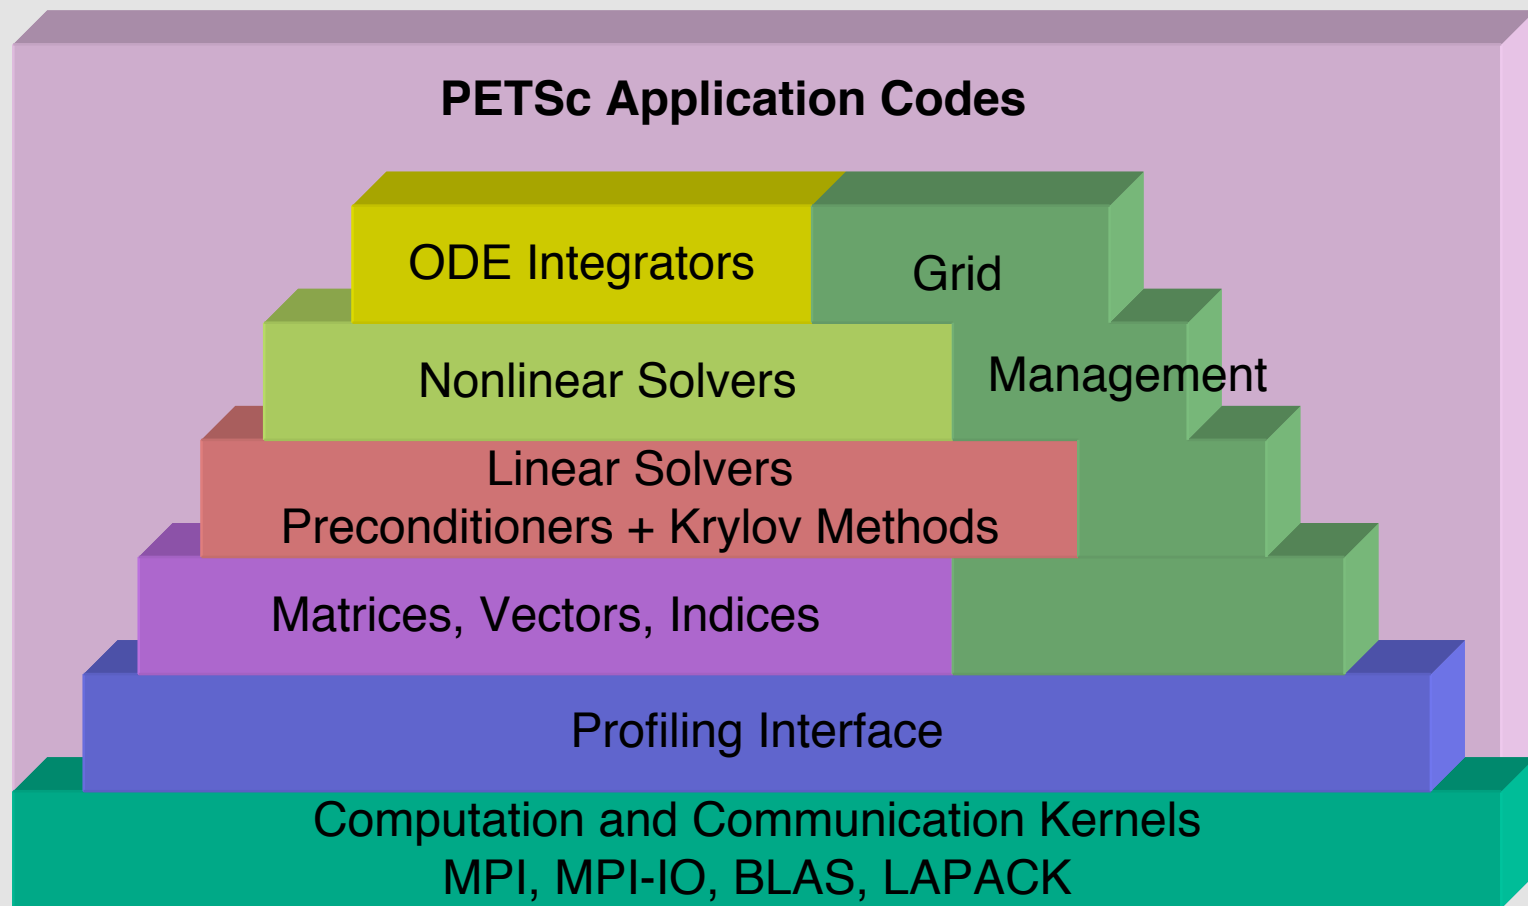 PETSc Application Codes
ODE Integrators
Grid
Management
Nonlinear Solvers
Linear Solvers
Preconditioners + Krylov Methods
Matrices, Vectors, Indices
Profiling Interface
Computation and Communication Kernels
MPI, MPI-IO, BLAS, LAPACK